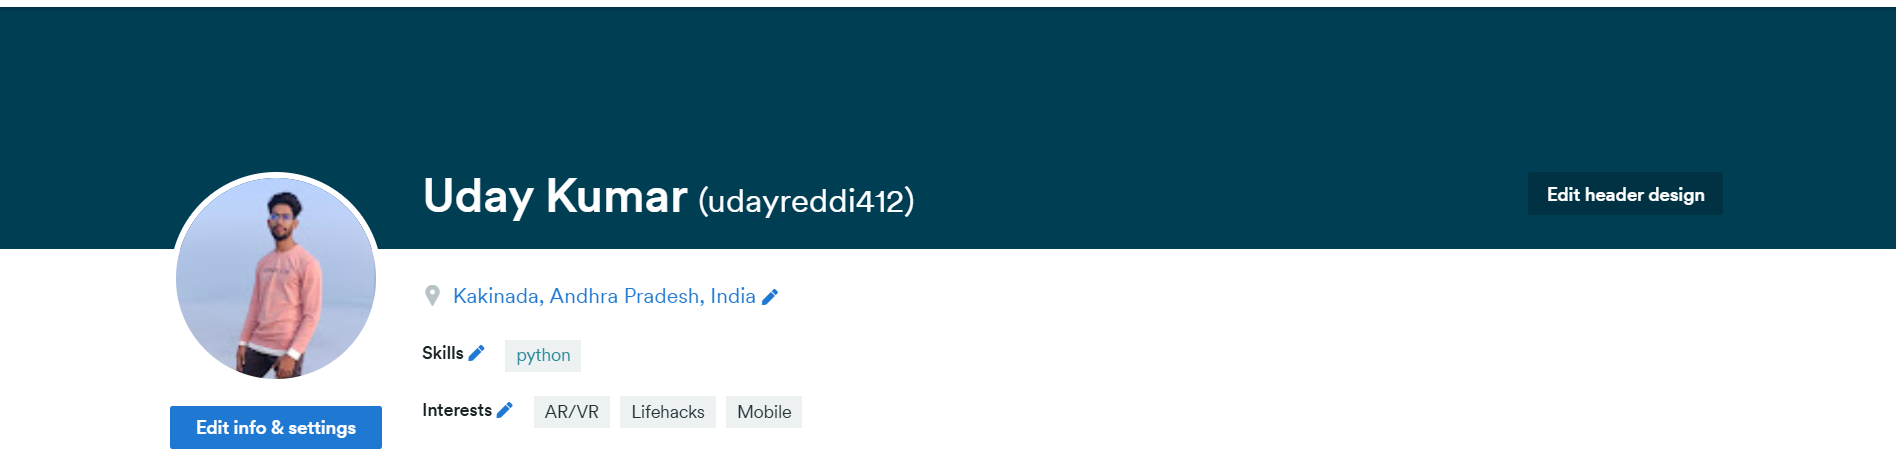 Uday Kumar (udayreddi412)
Edit header design
Kakinada, Andhra Pradesh, India
Skills python
Interests AR/VR Lifehacks Mobile
Edit info & settings